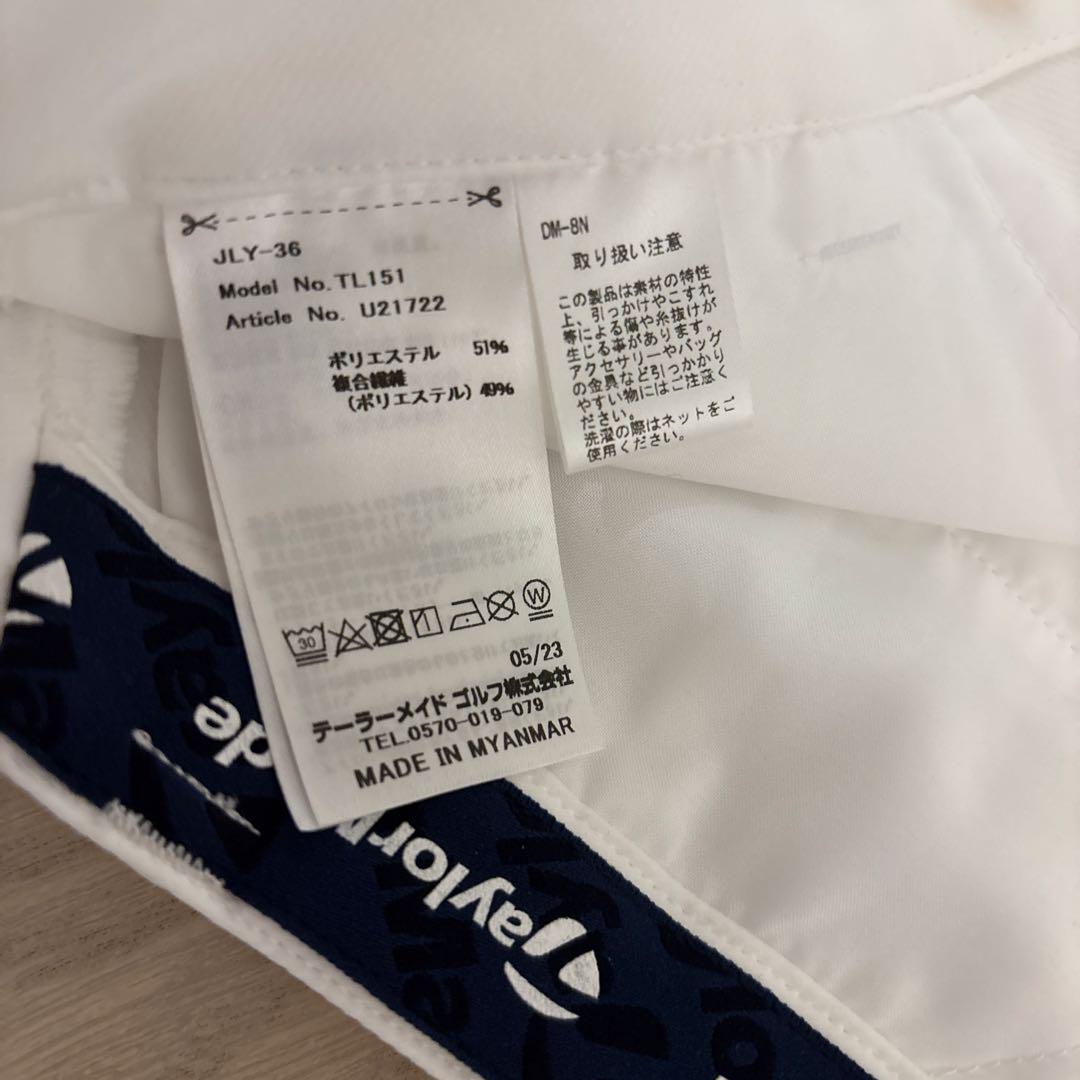 JLY-36
Model No. TL151
Article No. U21722
ポリエステル 51%
複合繊維
(ポリエステル) 49%
30
W
05/23
テーラーメイド ゴルフ株式会社
TEL.0570-019-079
MADE IN MYANMAR
DM-8N
取り扱い注意
この製品は素材の特性
上、引っかけやこすれ
等による傷や糸抜けが
生じる事があります。
アクセサリーやバッグ
の金具など引っかかり
やすい物にはご注意く
ださい。
洗濯の際はネットをご
使用ください。
de
Taylor